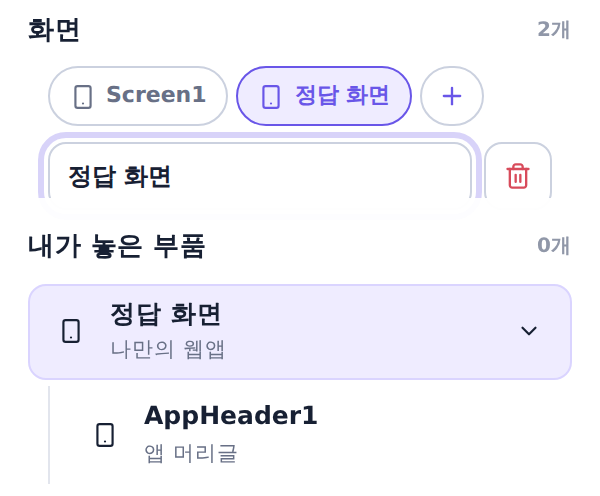 화면
2개
Screen1
정답 화면
정답 화면
내가 놓은 부품
0개
정답 화면
나만의 웹앱
AppHeader1
앱 머리글